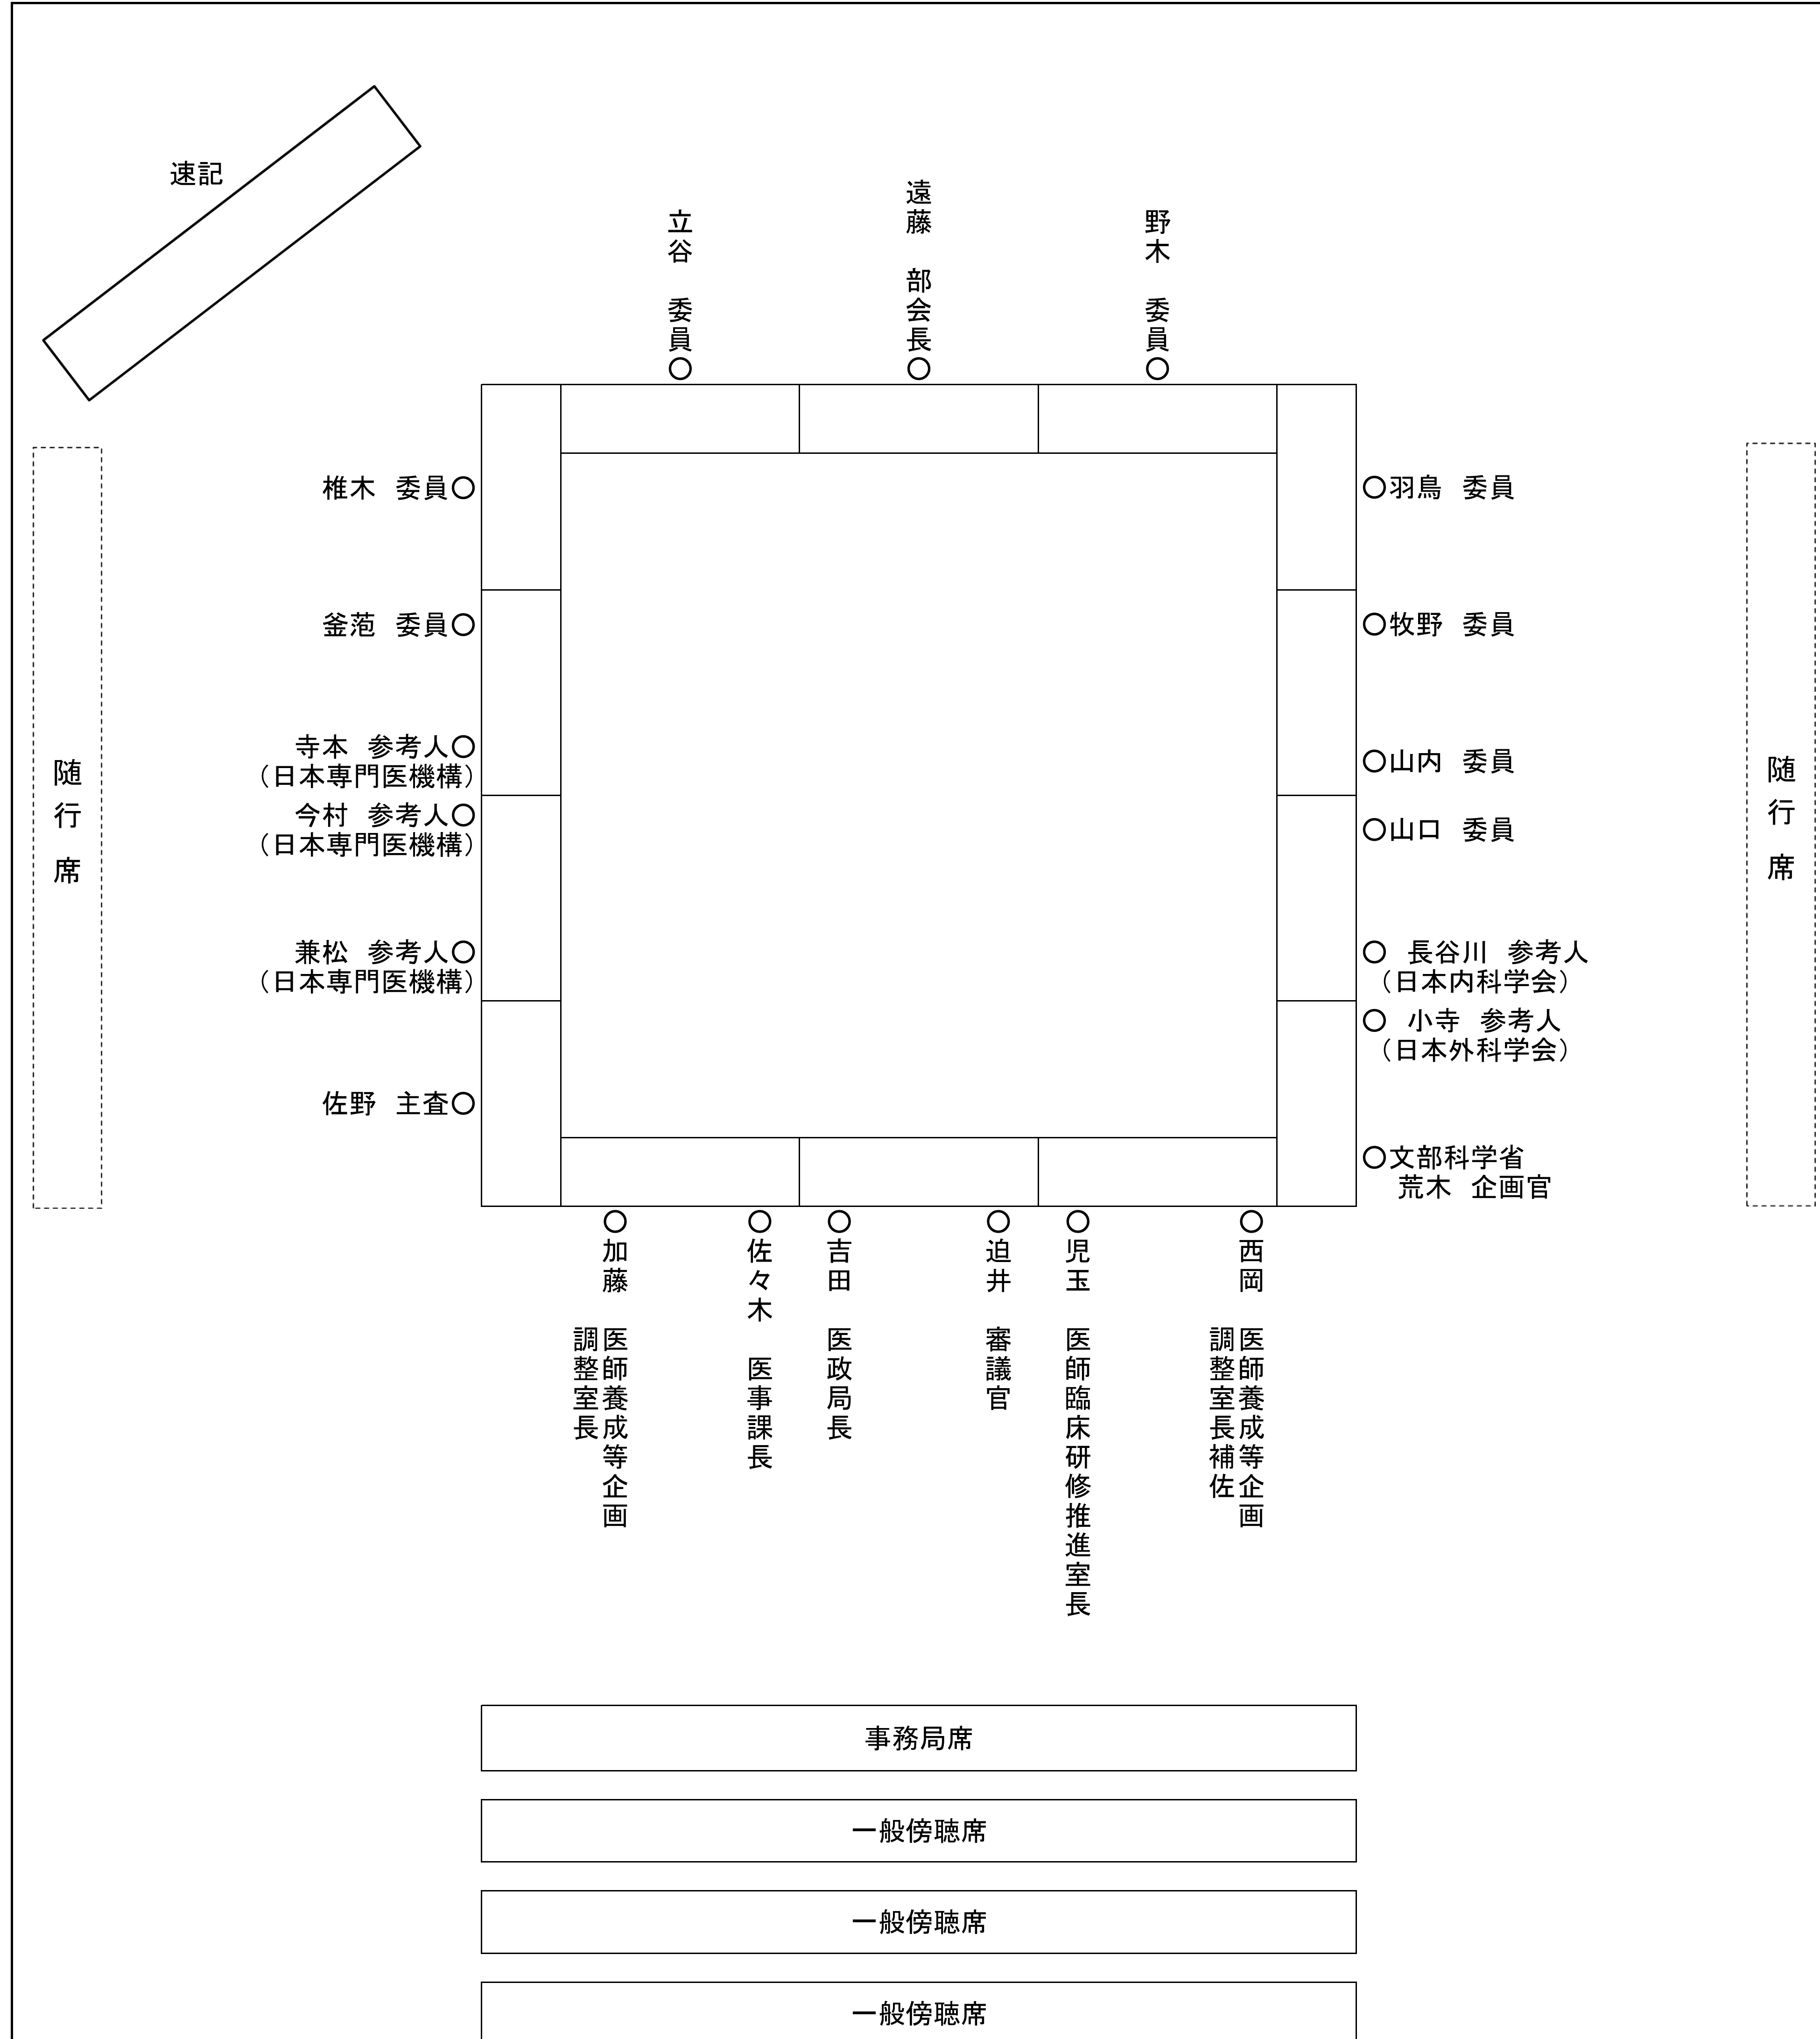 速記
立谷 委員
遠藤 部会長
野木 委員
椎木 委員
釜萢 委員
寺本 参考人
(日本専門医機構)
今村 参考人
(日本専門医機構)
兼松 参考人
(日本専門医機構)
佐野 主査
羽鳥 委員
牧野 委員
山内 委員
山口 委員
長谷川 参考人
(日本内科学会)
小寺 参考人
(日本外科学会)
文部科学省
荒木 企画官
随行席
随行席
加藤 医師養成等企画
調整室長
佐々木 医事課長
吉田 医政局長
迫井 審議官
児玉 医師臨床研修推進室長
西岡 医師養成等企画
調整室長補佐
事務局席
一般傍聴席
一般傍聴席
一般傍聴席